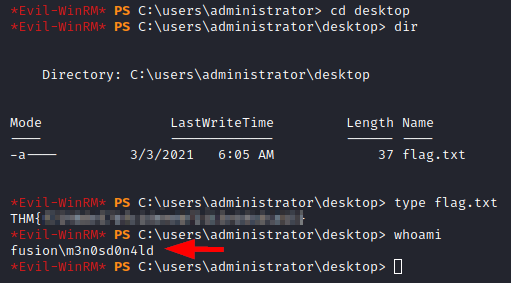 *Evil-WinRM* PS C:\users\administrator> cd desktop
*Evil-WinRM* PS C:\users\administrator\desktop> dir
Directory: C:\users\administrator\desktop
Mode LastWriteTime Length Name
---- ------------- ------ ----
-a---- 3/3/2021 6:05 AM 37 flag.txt
*Evil-WinRM* PS C:\users\administrator\desktop> type flag.txt
THM{
*Evil-WinRM* PS C:\users\administrator\desktop> whoami
fusion\m3n0sd0n4ld
*Evil-WinRM* PS C:\users\administrator\desktop>